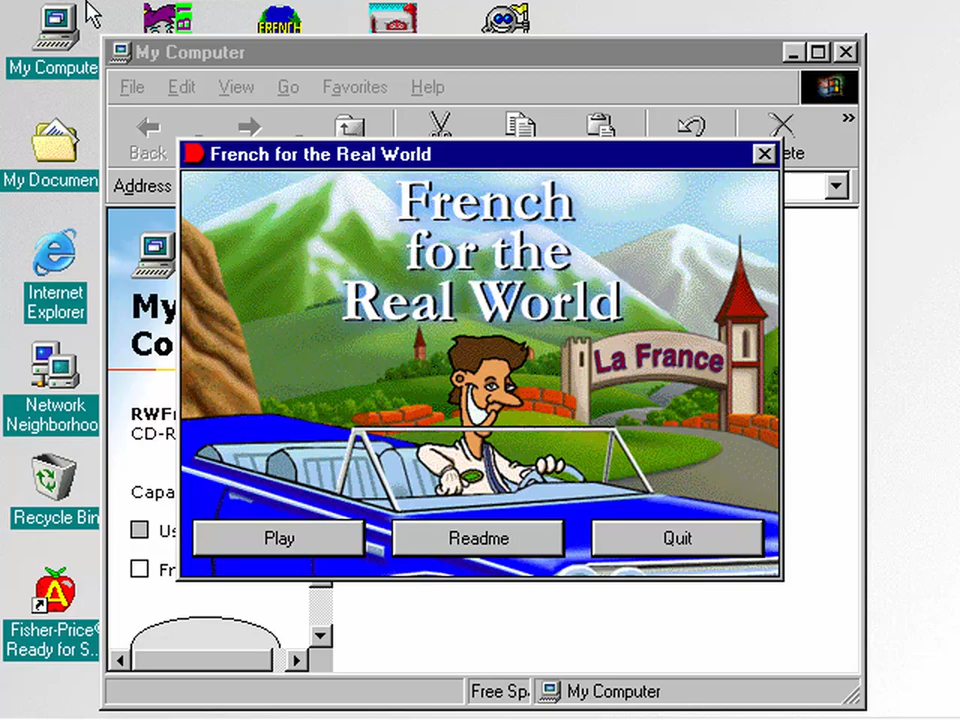 My Compute
FRENCH
My Computer
File Edit View Go Favorites Help
Back
ete
Address
My Documen
French for the Real World
French
for the
Real World
La France
Internet
Explorer
My
Co
Network
Neighborhoo
RWF
CD-R
Recycle Bin
Capa
Us
Fr
Play Readme Quit
Fisher-Price®
Ready for S...
Free Sp
My Computer